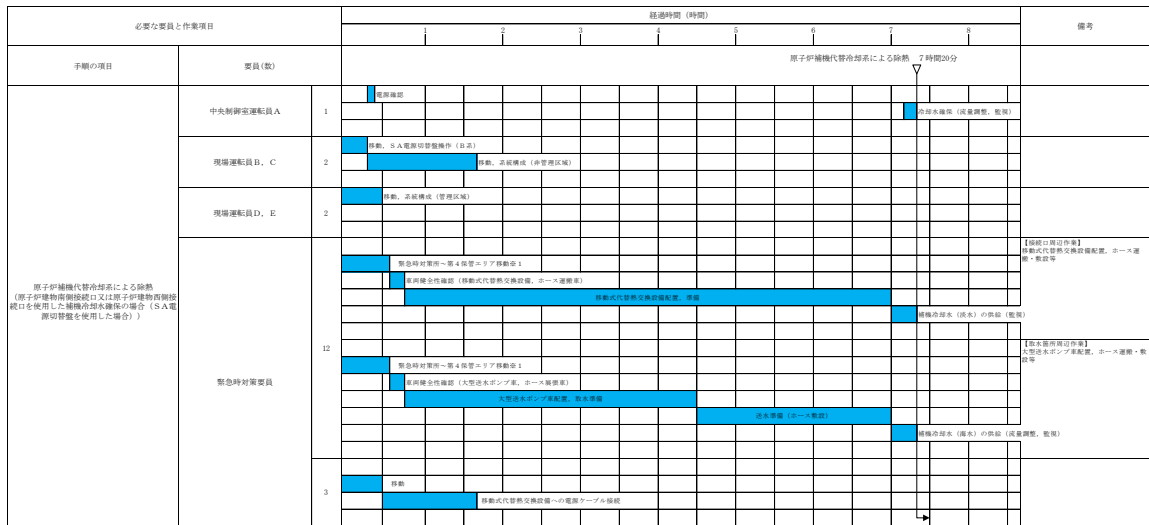 必要な要員と作業項目
経過時間（時間）
備考
1
2
3
4
5
6
7
8
手順の項目
要員(数)
原子炉補機代替冷却系による除熱　7時間20分
原子炉補機代替冷却系による除熱
(原子炉建物南側接続口又は原子炉建物西側接
続口を使用した補機冷却水確保の場合（ＳＡ電
源切替盤を使用した場合）)
中央制御室運転員Ａ
1
電源確認
冷却水確保（流量調整，監視）
現場運転員Ｂ，Ｃ
2
移動，ＳＡ電源切替盤操作（Ｂ系）
移動，系統構成（非管理区域）
現場運転員Ｄ，Ｅ
2
移動，系統構成（管理区域）
緊急時対策要員
12
緊急時対策所～第４保管エリア移動※１
車両健全性確認（移動式代替熱交換設備，ホース運搬車）
移動式代替熱交換設備配置，準備
補機冷却水（淡水）の供給（監視）
【接続口周辺作業】
移動式代替熱交換設備配置，ホース運
搬・敷設等
緊急時対策所～第４保管エリア移動※１
車両健全性確認（大型送水ポンプ車，ホース展張車）
大型送水ポンプ車配置，取水準備
送水準備（ホース敷設）
補機冷却水（海水）の供給（流量調整，監視）
【取水箇所周辺作業】
大型送水ポンプ車配置，ホース運搬・敷
設等
3
移動
移動式代替熱交換設備への電源ケーブル接続